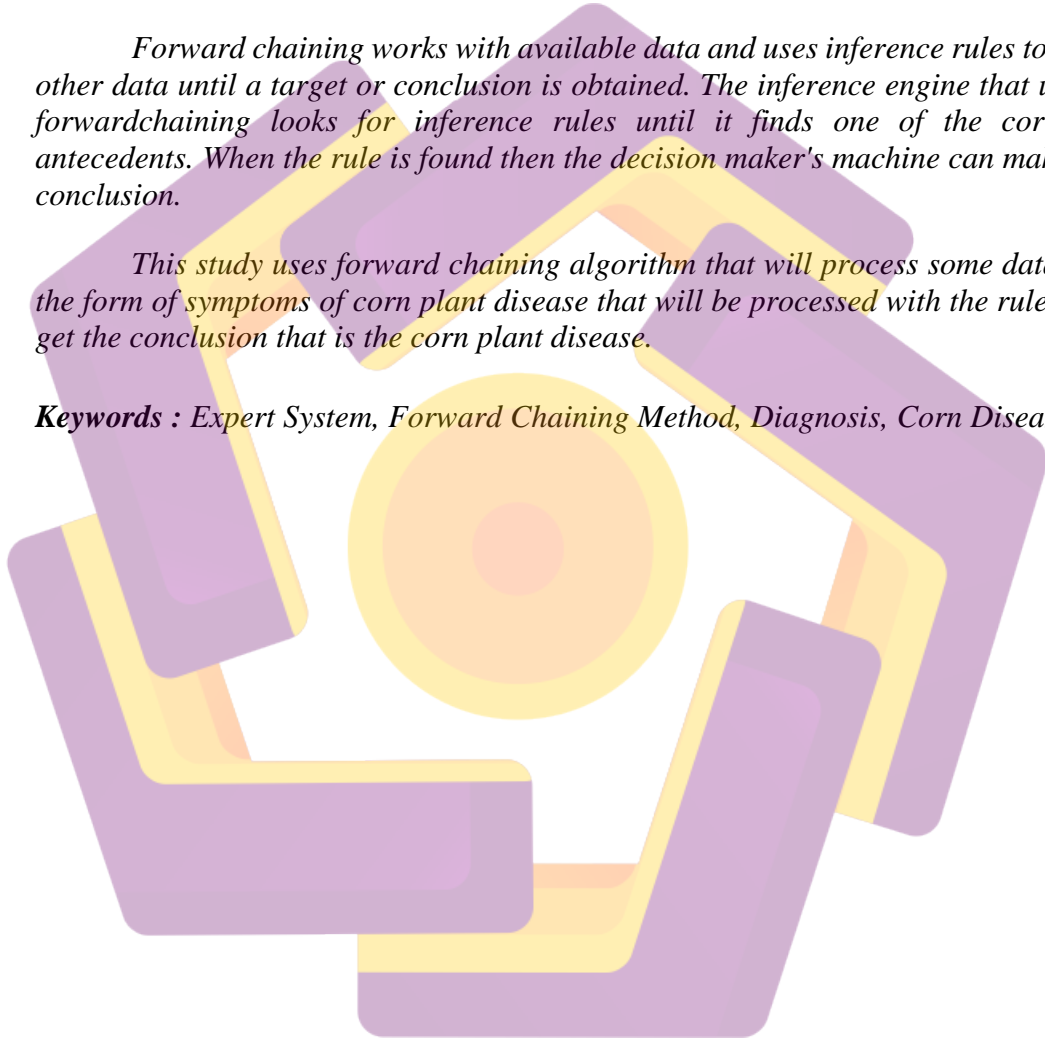 Forward chaining works with available data and uses inference rules to
other data until a target or conclusion is obtained. The inference engine that
forwardchaining looks for inference rules until it finds one of the
antecedents. When the rule is found then the decision maker's machine can
conclusion.
This study uses forward chaining algorithm that will process some data
the form of symptoms of corn plant disease that will be processed with the rule
get the conclusion that is the corn plant disease.
Keywords : Expert System, Forward Chaining Method, Diagnosis, Corn